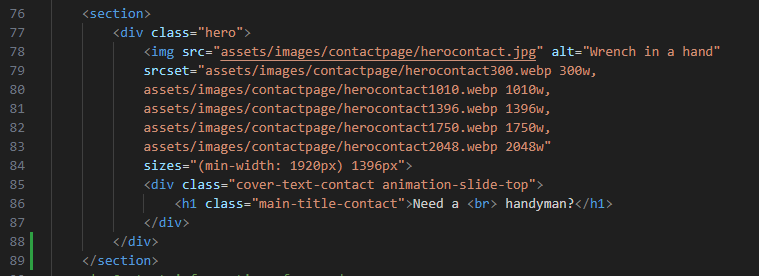 76 <section>
77 <div class="hero">
78 <img src="assets/images/contactpage/herocontact.jpg" alt="Wrench in a hand"
79 srcset="assets/images/contactpage/herocontact300.webp 300w,
80 assets/images/contactpage/herocontact1010.webp 1010w,
81 assets/images/contactpage/herocontact1396.webp 1396w,
82 assets/images/contactpage/herocontact1750.webp 1750w,
83 assets/images/contactpage/herocontact2048.webp 2048w"
84 sizes="(min-width: 1920px) 1396px">
85 <div class="cover-text-contact animation-slide-top">
86 <h1 class="main-title-contact">Need a <br> handyman?</h1>
87 </div>
88 </div>
89 </section>